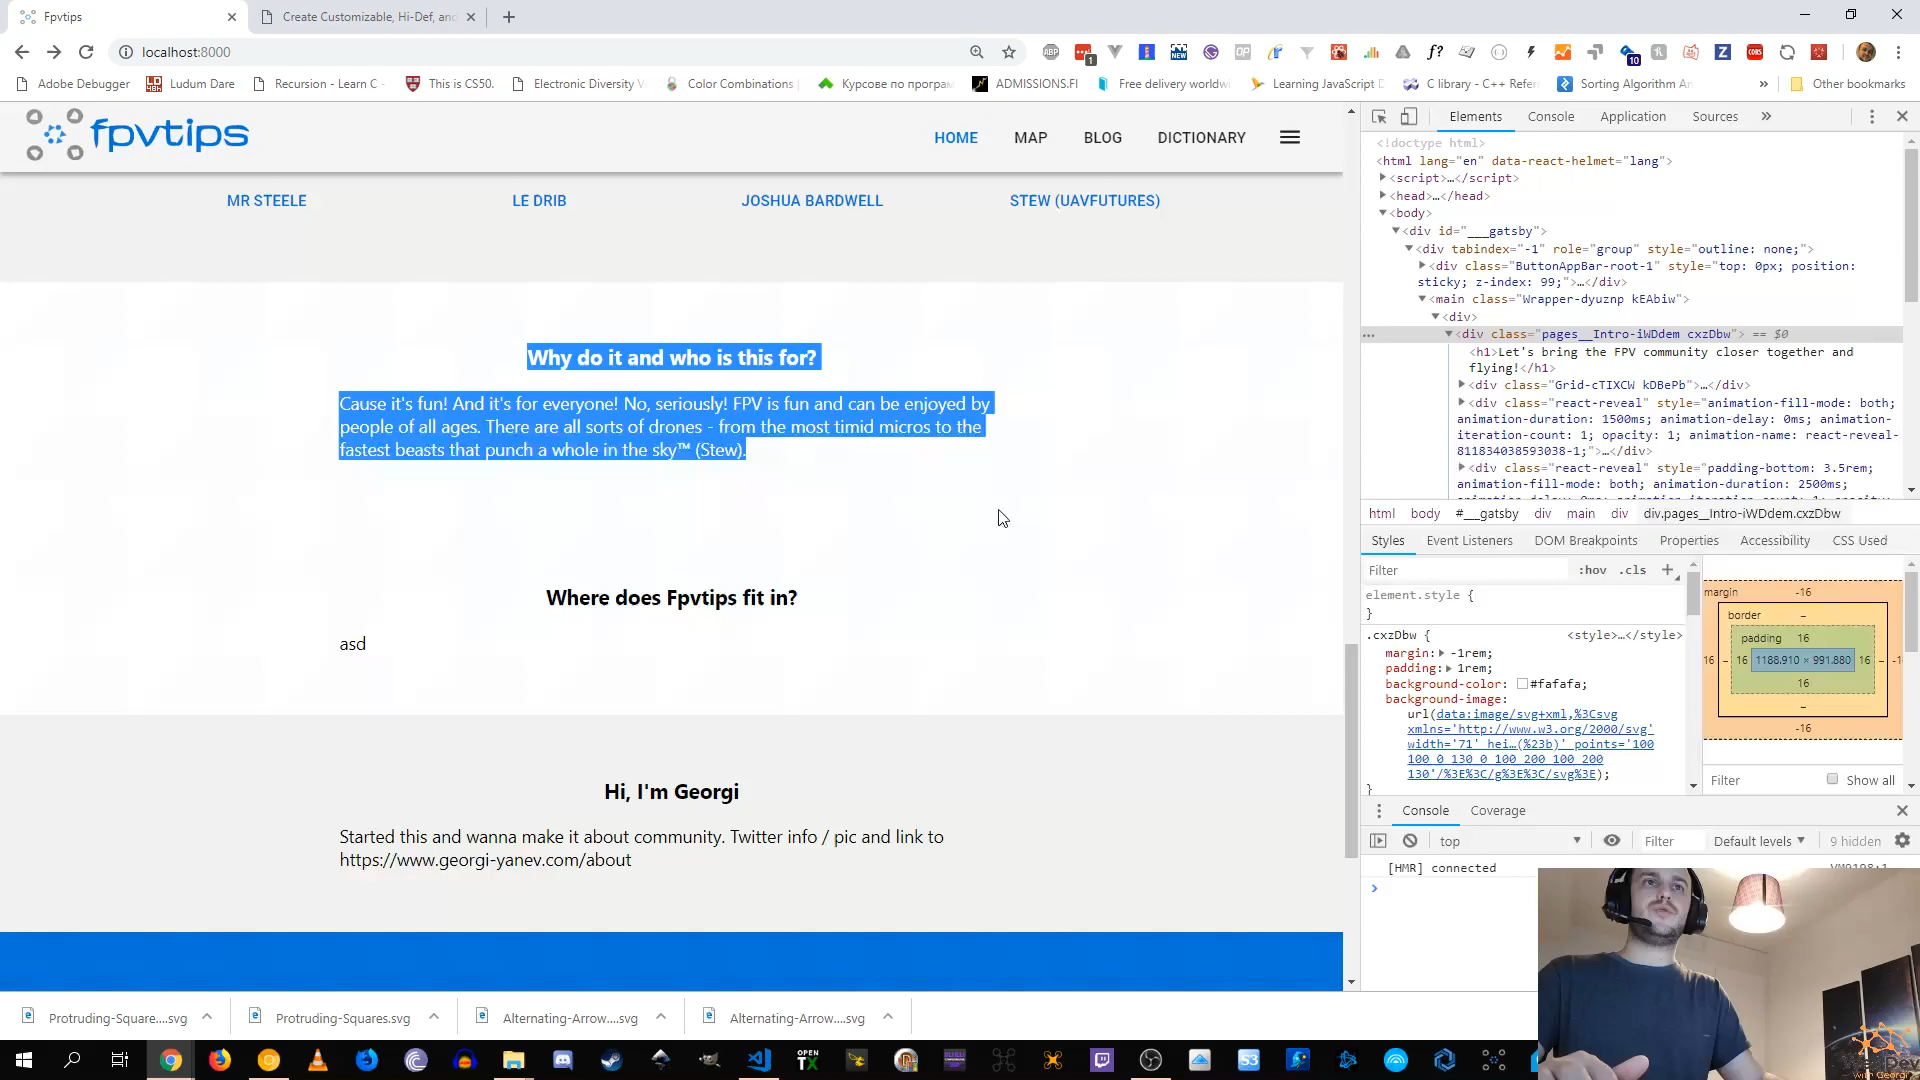 Fpvtips
Create Customizable, Hi-Def, and
localhost:8000
Adobe Debugger
Ludum Dare
Recursion - Learn C
This is CS50.
Electronic Diversity
Color Combinations
Курсове по програм
ADMISSIONS.FI
Free delivery worldw
Learning JavaScript D
C library - C++ Refer
Sorting Algorithm An
»
Other bookmarks
fpvtips
HOME
MAP
BLOG
DICTIONARY
MR STEELE
LE DRIB
JOSHUA BARDWELL
STEW (UAVFUTURES)
Why do it and who is this for?
Cause it's fun! And it's for everyone! No, seriously! FPV is fun and can be enjoyed by
people of all ages. There are all sorts of drones - from the most timid micros to the
fastest beasts that punch a whole in the sky™ (Stew).
Where does Fpvtips fit in?
asd
Hi, I'm Georgi
Started this and wanna make it about community. Twitter info / pic and link to
https://www.georgi-yanev.com/about
Elements
Console
Application
Sources
»
<!doctype html>
<html lang="en" data-react-helmet="lang">
<script>…</script>
<head>…</head>
<body>
<div id="___gatsby">
<div tabindex="-1" role="group" style="outline: none;">
<div class="ButtonAppBar-root-1" style="top: 0px; position:
sticky; z-index: 99;">…</div>
<main class="Wrapper-dyuznp kEAbiw">
<div>
<div class="pages__Intro-iWDdem cxzDbw"> == $0
<h1>Let's bring the FPV community closer together and
flying!</h1>
<div class="Grid-cTIXCW kDBePb">…</div>
<div class="react-reveal" style="animation-fill-mode: both;
animation-duration: 1500ms; animation-delay: 0ms; animation-
iteration-count: 1; opacity: 1; animation-name: react-reveal-
811834038593038-1;">…</div>
<div class="react-reveal" style="padding-bottom: 3.5rem;
animation-fill-mode: both; animation-duration: 2500ms;
html
body
#___gatsby
div
main
div
div.pages__Intro-iWDdem.cxzDbw
Styles
Event Listeners
DOM Breakpoints
Properties
Accessibility
CSS Used
Filter
:hov
.cls
+
element.style {
}
.cxzDbw {
<style>…</style>
margin: -1rem;
padding: 1rem;
background-color: #fafafa;
background-image:
url(data:image/svg+xml,%3Csvg
xmlns='http://www.w3.org/2000/svg'
width='71' hei…(%23b)' points='100
100 0 130 0 100 200 100 200
130'/%3E%3C/g%3E%3C/svg%3E);
}
margin
-16
border
–
padding
16
16
–
16
1188.910 × 991.880
16
–
16
–
-16
Filter
Show all
Console
Coverage
top
Filter
Default levels
9 hidden
[HMR] connected
Protruding-Square....svg
Protruding-Squares.svg
Alternating-Arrow....svg
Alternating-Arrow....svg